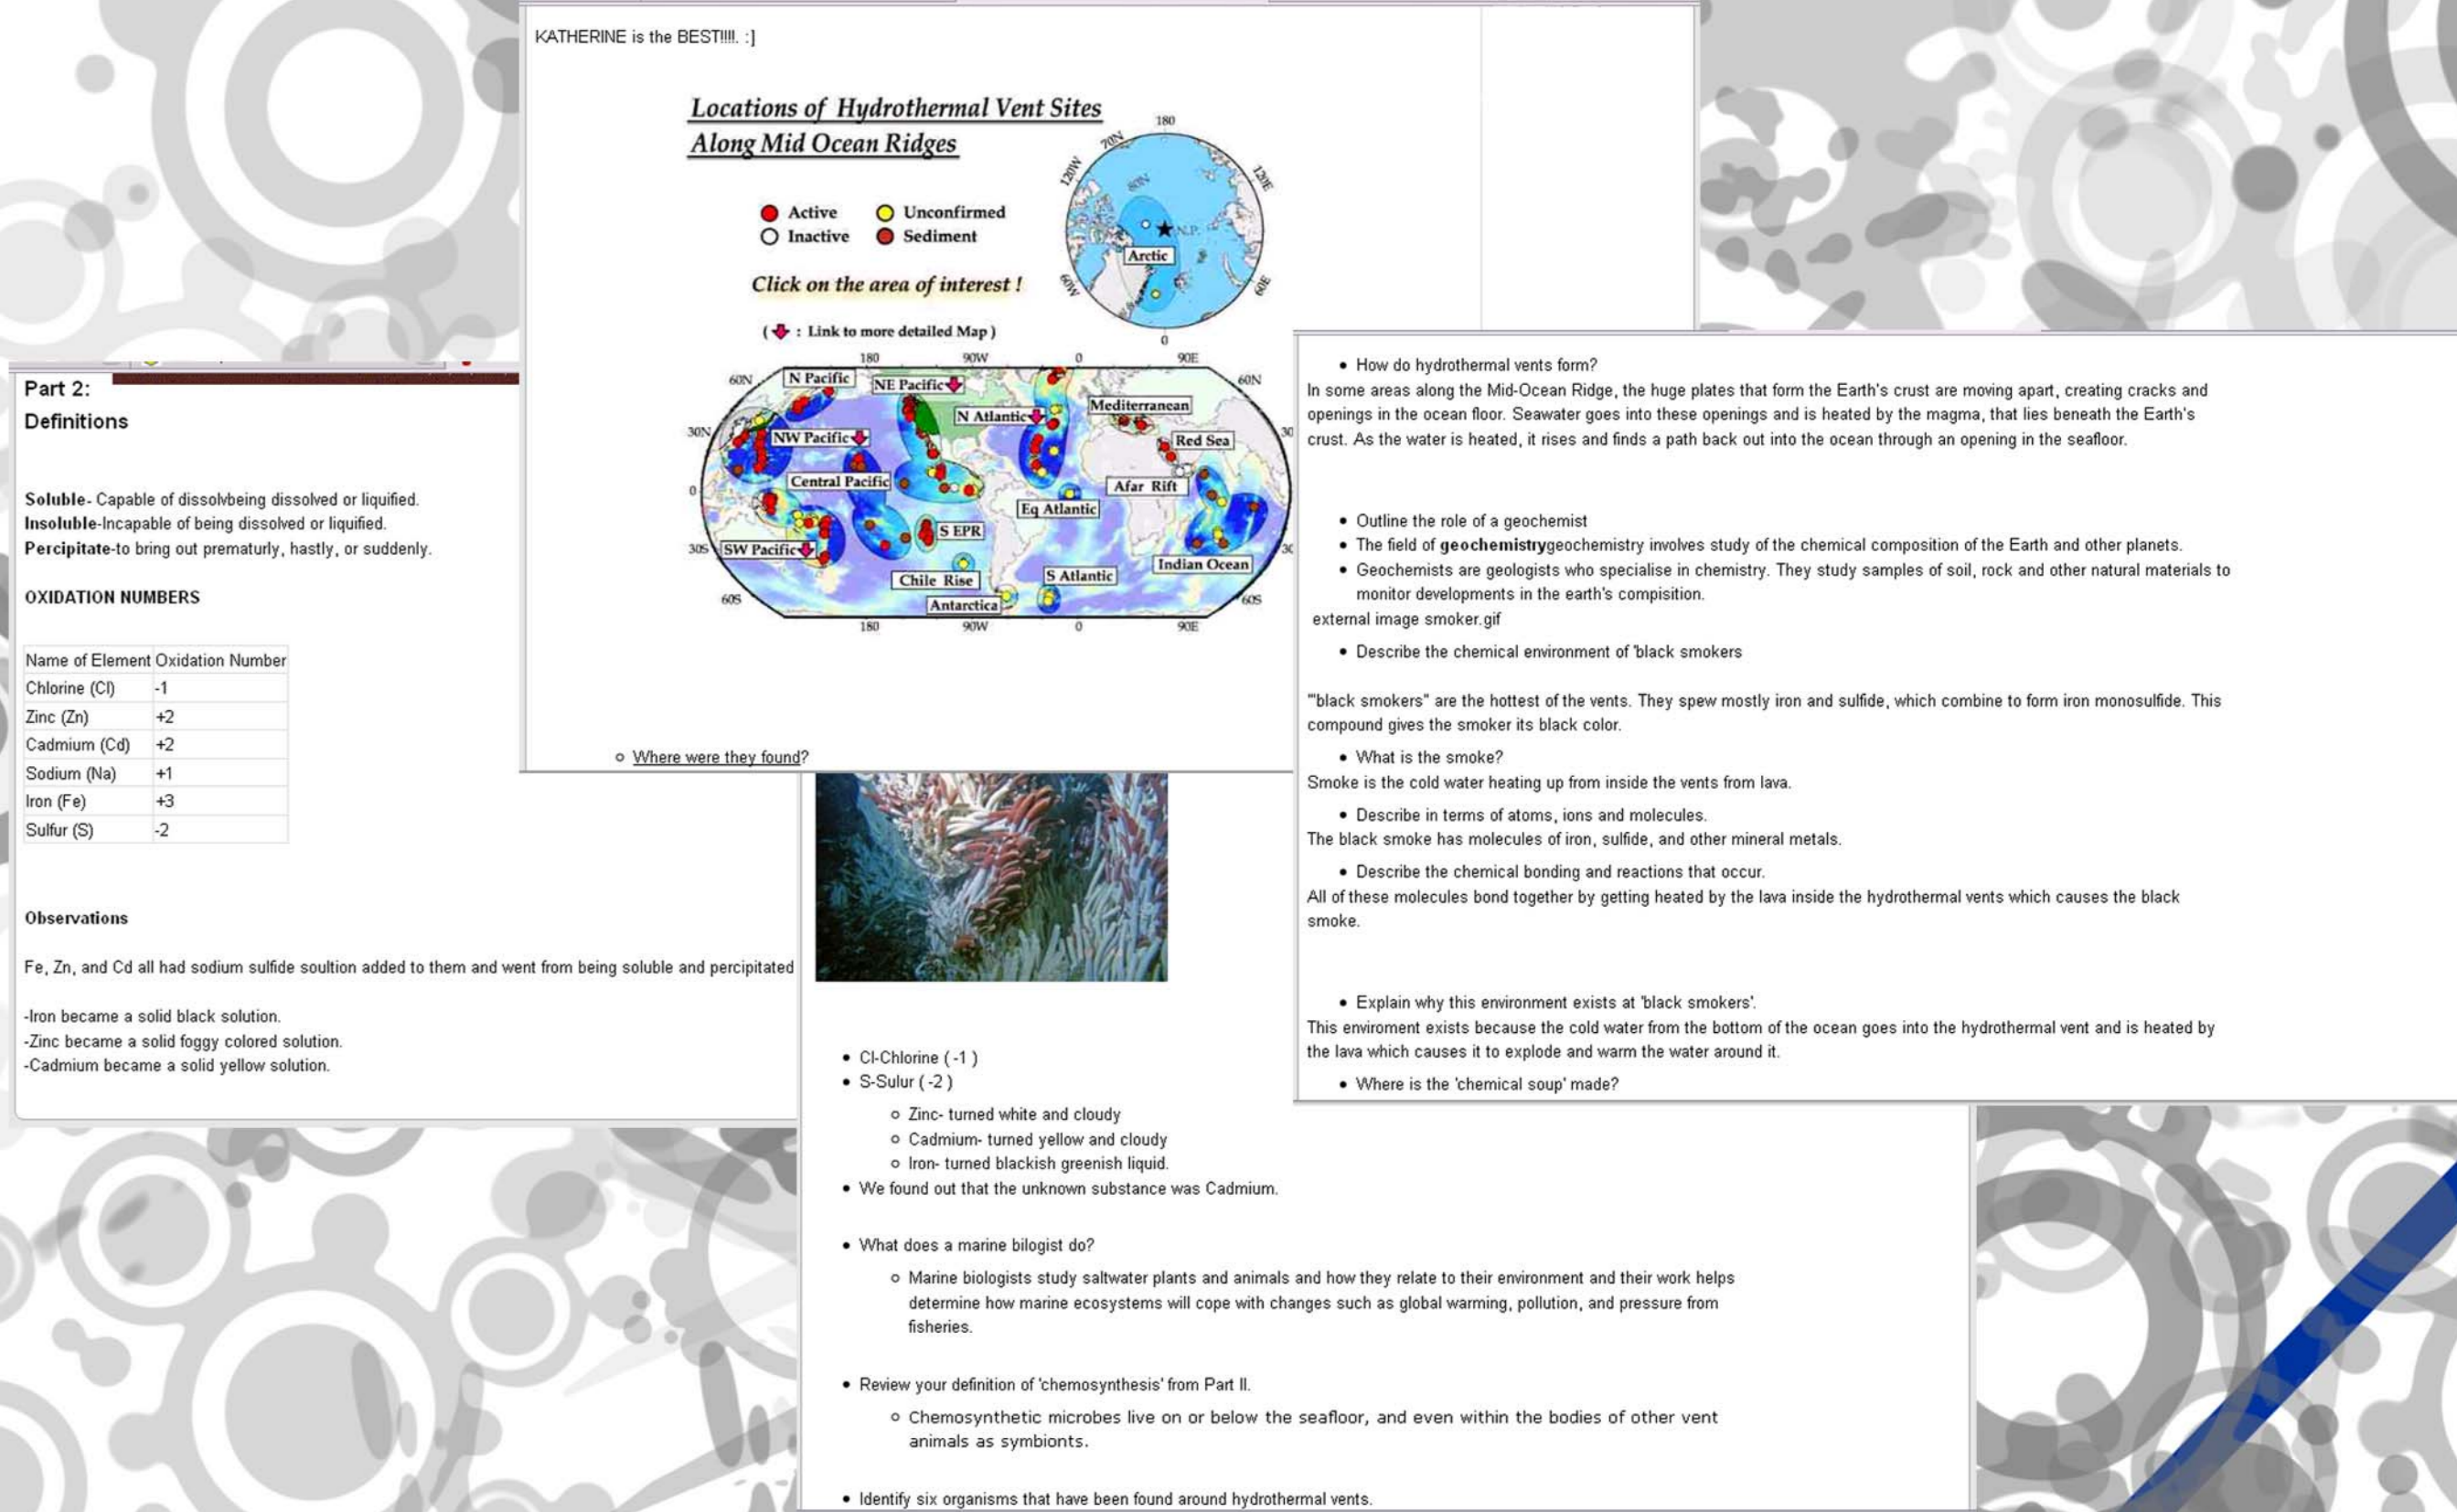 KATHERINE is the BEST!!!!. :]
Locations of Hydrothermal Vent Sites
Along Mid Ocean Ridges
Active
Unconfirmed
Inactive
Sediment
Click on the area of interest !
( : Link to more detailed Map )
180
70N
120W
120E
80N
N.P.
Arctic
60W
60E
0
180 90W 0 90E
60N
60N
N Pacific
NE Pacific
N Atlantic
Mediterranean
30N
30
NW Pacific
Red Sea
Central Pacific
Afar Rift
0
Eq Atlantic
S EPR
30S
SW Pacific
30
Indian Ocean
Chile Rise
S Atlantic
60S
Antarctica
60S
180 90W 0 90E
Where were they found?
Part 2:
Definitions
Soluble- Capable of dissolvbeing dissolved or liquified.
Insoluble-Incapable of being dissolved or liquified.
Percipitate-to bring out prematurly, hastly, or suddenly.
OXIDATION NUMBERS
Name of Element Oxidation Number
Chlorine (Cl) -1
Zinc (Zn) +2
Cadmium (Cd) +2
Sodium (Na) +1
Iron (Fe) +3
Sulfur (S) -2
Observations
Fe, Zn, and Cd all had sodium sulfide soultion added to them and went from being soluble and percipitated
-Iron became a solid black solution.
-Zinc became a solid foggy colored solution.
-Cadmium became a solid yellow solution.
How do hydrothermal vents form?
In some areas along the Mid-Ocean Ridge, the huge plates that form the Earth's crust are moving apart, creating cracks and
openings in the ocean floor. Seawater goes into these openings and is heated by the magma, that lies beneath the Earth's
crust. As the water is heated, it rises and finds a path back out into the ocean through an opening in the seafloor.
Outline the role of a geochemist
The field of geochemistrygeochemistry involves study of the chemical composition of the Earth and other planets.
Geochemists are geologists who specialise in chemistry. They study samples of soil, rock and other natural materials to
monitor developments in the earth's compisition.
external image smoker.gif
Describe the chemical environment of 'black smokers
'"black smokers" are the hottest of the vents. They spew mostly iron and sulfide, which combine to form iron monosulfide. This
compound gives the smoker its black color.
What is the smoke?
Smoke is the cold water heating up from inside the vents from lava.
Describe in terms of atoms, ions and molecules.
The black smoke has molecules of iron, sulfide, and other mineral metals.
Describe the chemical bonding and reactions that occur.
All of these molecules bond together by getting heated by the lava inside the hydrothermal vents which causes the black
smoke.
Explain why this environment exists at 'black smokers'.
This enviroment exists because the cold water from the bottom of the ocean goes into the hydrothermal vent and is heated by
the lava which causes it to explode and warm the water around it.
Where is the 'chemical soup' made?
Cl-Chlorine ( -1 )
S-Sulur ( -2 )
Zinc- turned white and cloudy
Cadmium- turned yellow and cloudy
Iron- turned blackish greenish liquid.
We found out that the unknown substance was Cadmium.
What does a marine bilogist do?
Marine biologists study saltwater plants and animals and how they relate to their environment and their work helps
determine how marine ecosystems will cope with changes such as global warming, pollution, and pressure from
fisheries.
Review your definition of 'chemosynthesis' from Part II.
Chemosynthetic microbes live on or below the seafloor, and even within the bodies of other vent
animals as symbionts.
Identify six organisms that have been found around hydrothermal vents.